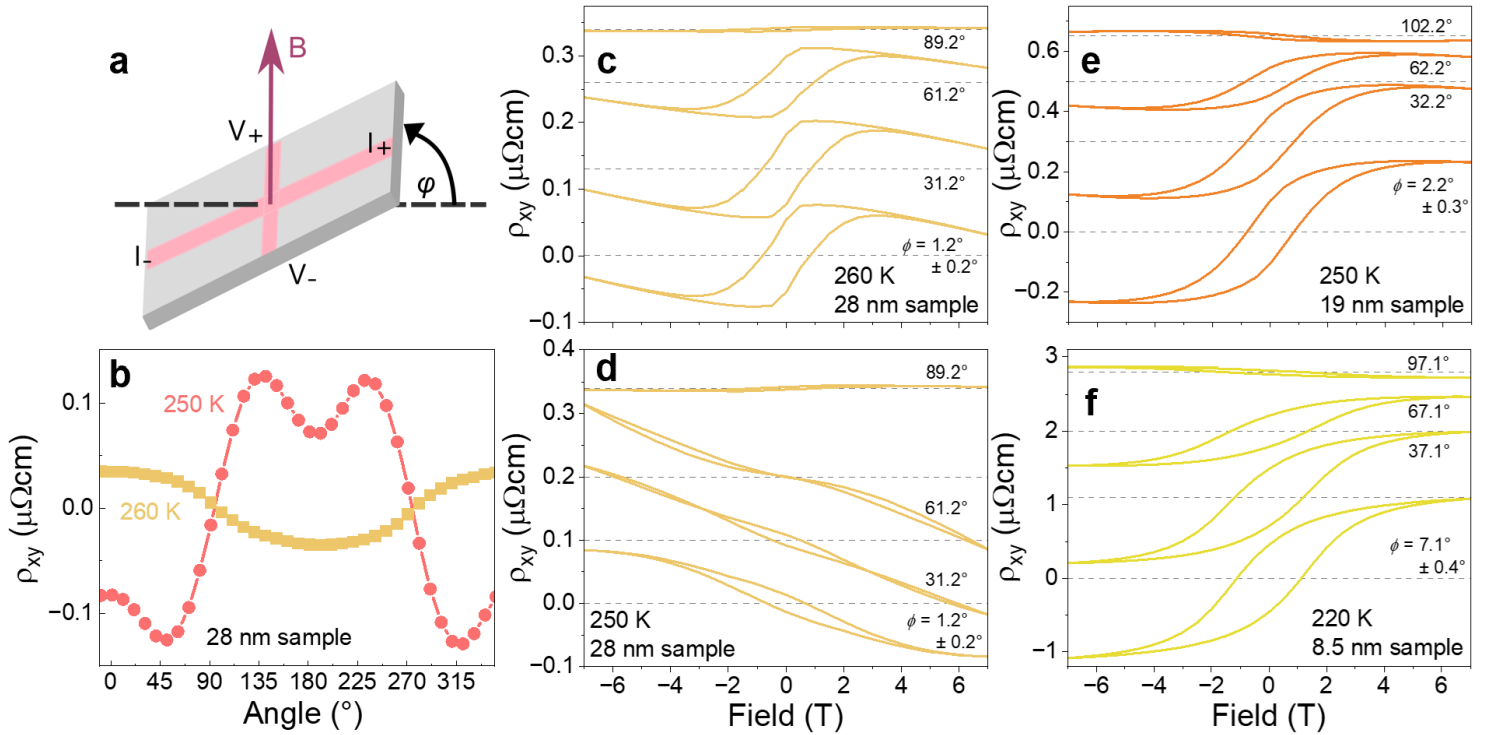 a
B
V+
I+
φ
I-
V-
b
250 K
260 K
28 nm sample
ρxy (μΩcm)
0.1
0.0
−0.1
0
45
90
135
180
225
270
315
Angle (°)
c
89.2°
61.2°
31.2°
ϕ = 1.2°
± 0.2°
260 K
28 nm sample
ρxy (μΩcm)
0.3
0.2
0.1
0.0
−0.1
d
89.2°
61.2°
31.2°
ϕ = 1.2°
± 0.2°
250 K
28 nm sample
ρxy (μΩcm)
0.4
0.3
0.2
0.1
0.0
−0.1
−6
−4
−2
0
2
4
6
Field (T)
e
102.2°
62.2°
32.2°
ϕ = 2.2°
± 0.3°
250 K
19 nm sample
ρxy (μΩcm)
0.6
0.4
0.2
0.0
−0.2
f
97.1°
67.1°
37.1°
ϕ = 7.1°
± 0.4°
220 K
8.5 nm sample
ρxy (μΩcm)
3
2
1
0
−1
−6
−4
−2
0
2
4
6
Field (T)